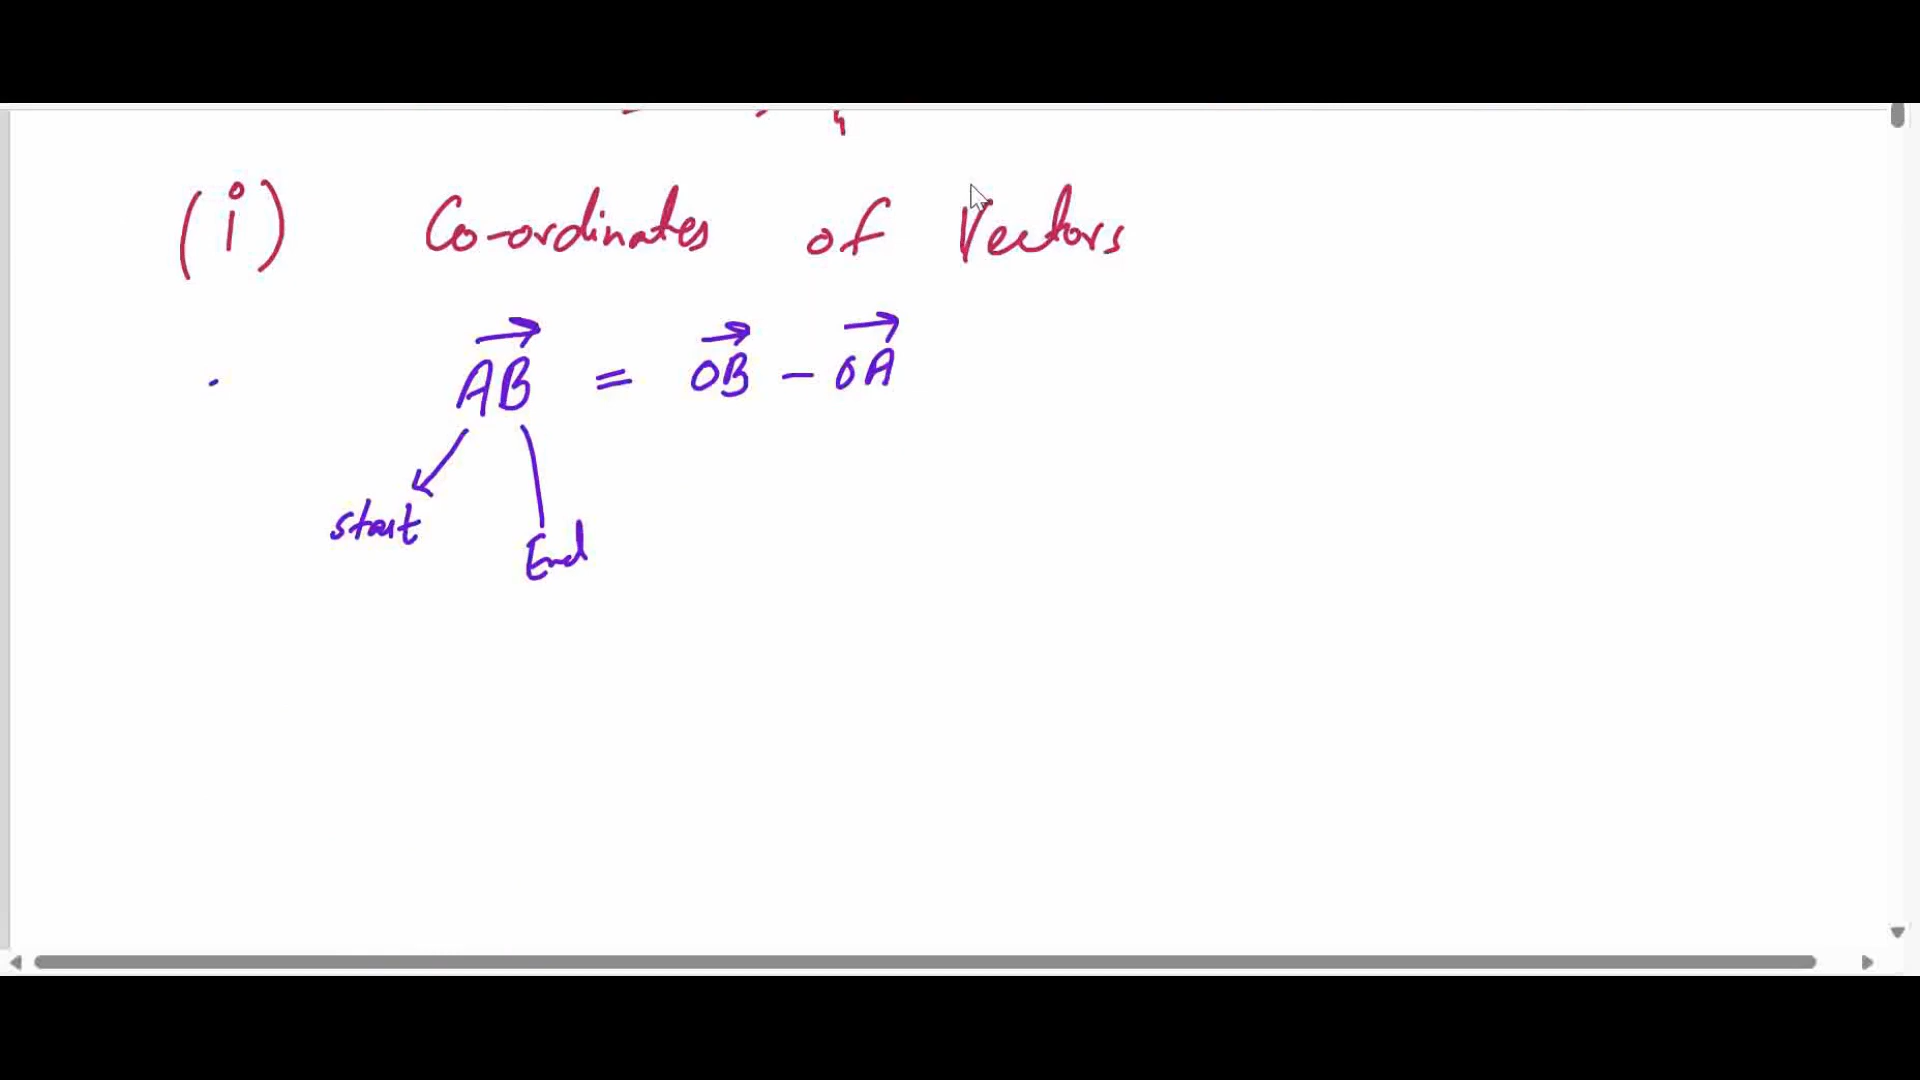 (i) Co-ordinates of Vectors
→ → →
AB = OB - OA
start
End